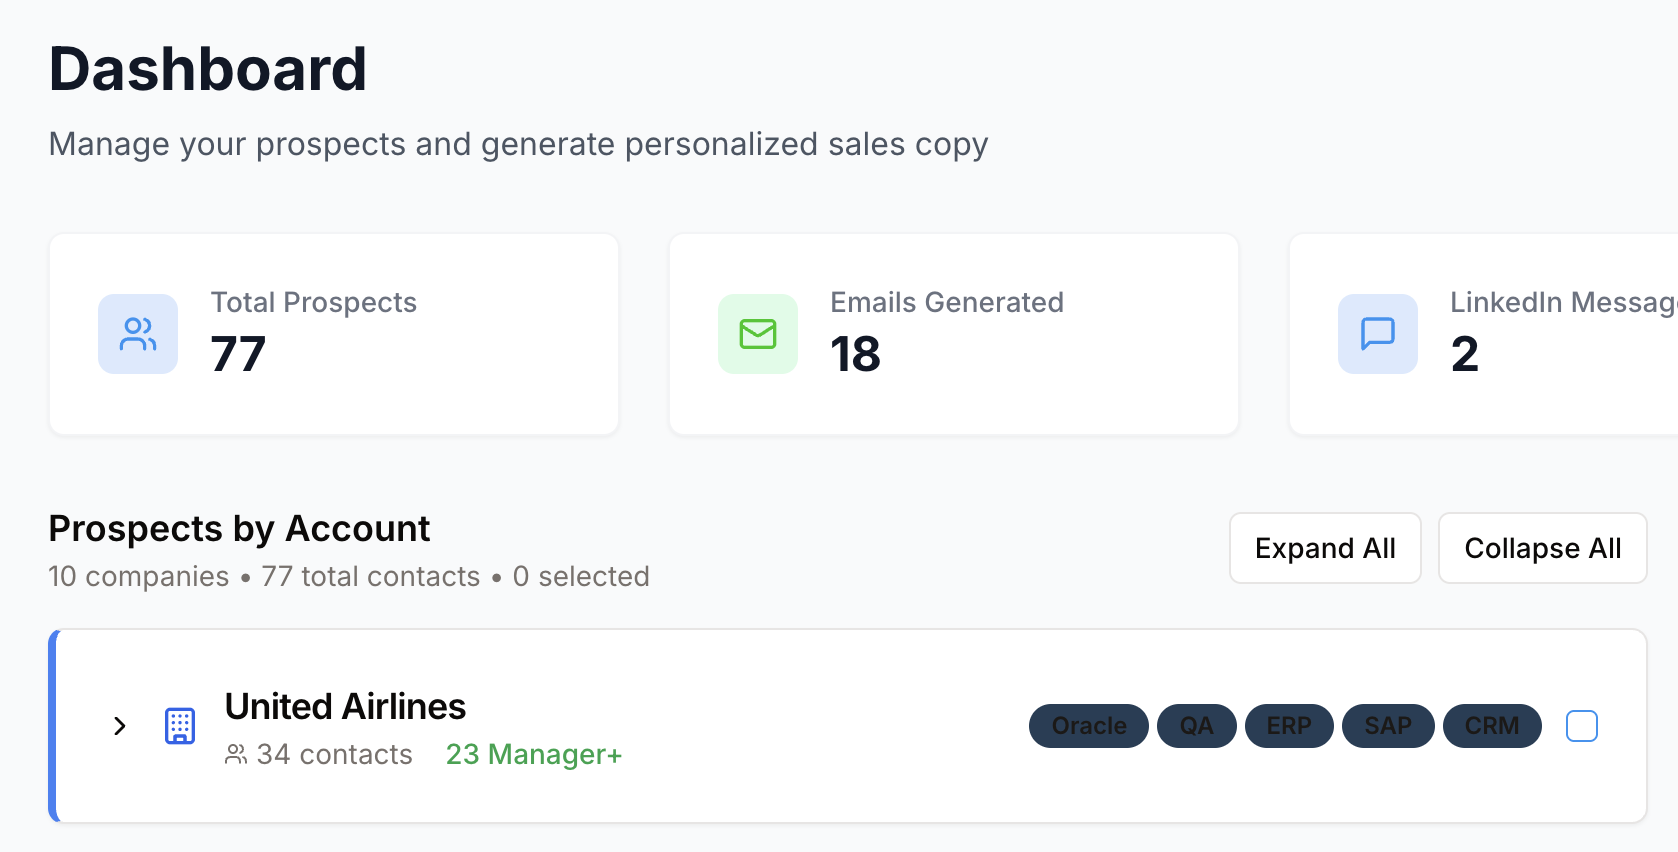 Dashboard
Manage your prospects and generate personalized sales copy
Total Prospects
77
Emails Generated
18
LinkedIn
2
Prospects by Account
10 companies • 77 total contacts • 0 selected
Expand All
Collapse All
United Airlines
34 contacts 23 Manager+
Oracle QA ERP SAP CRM